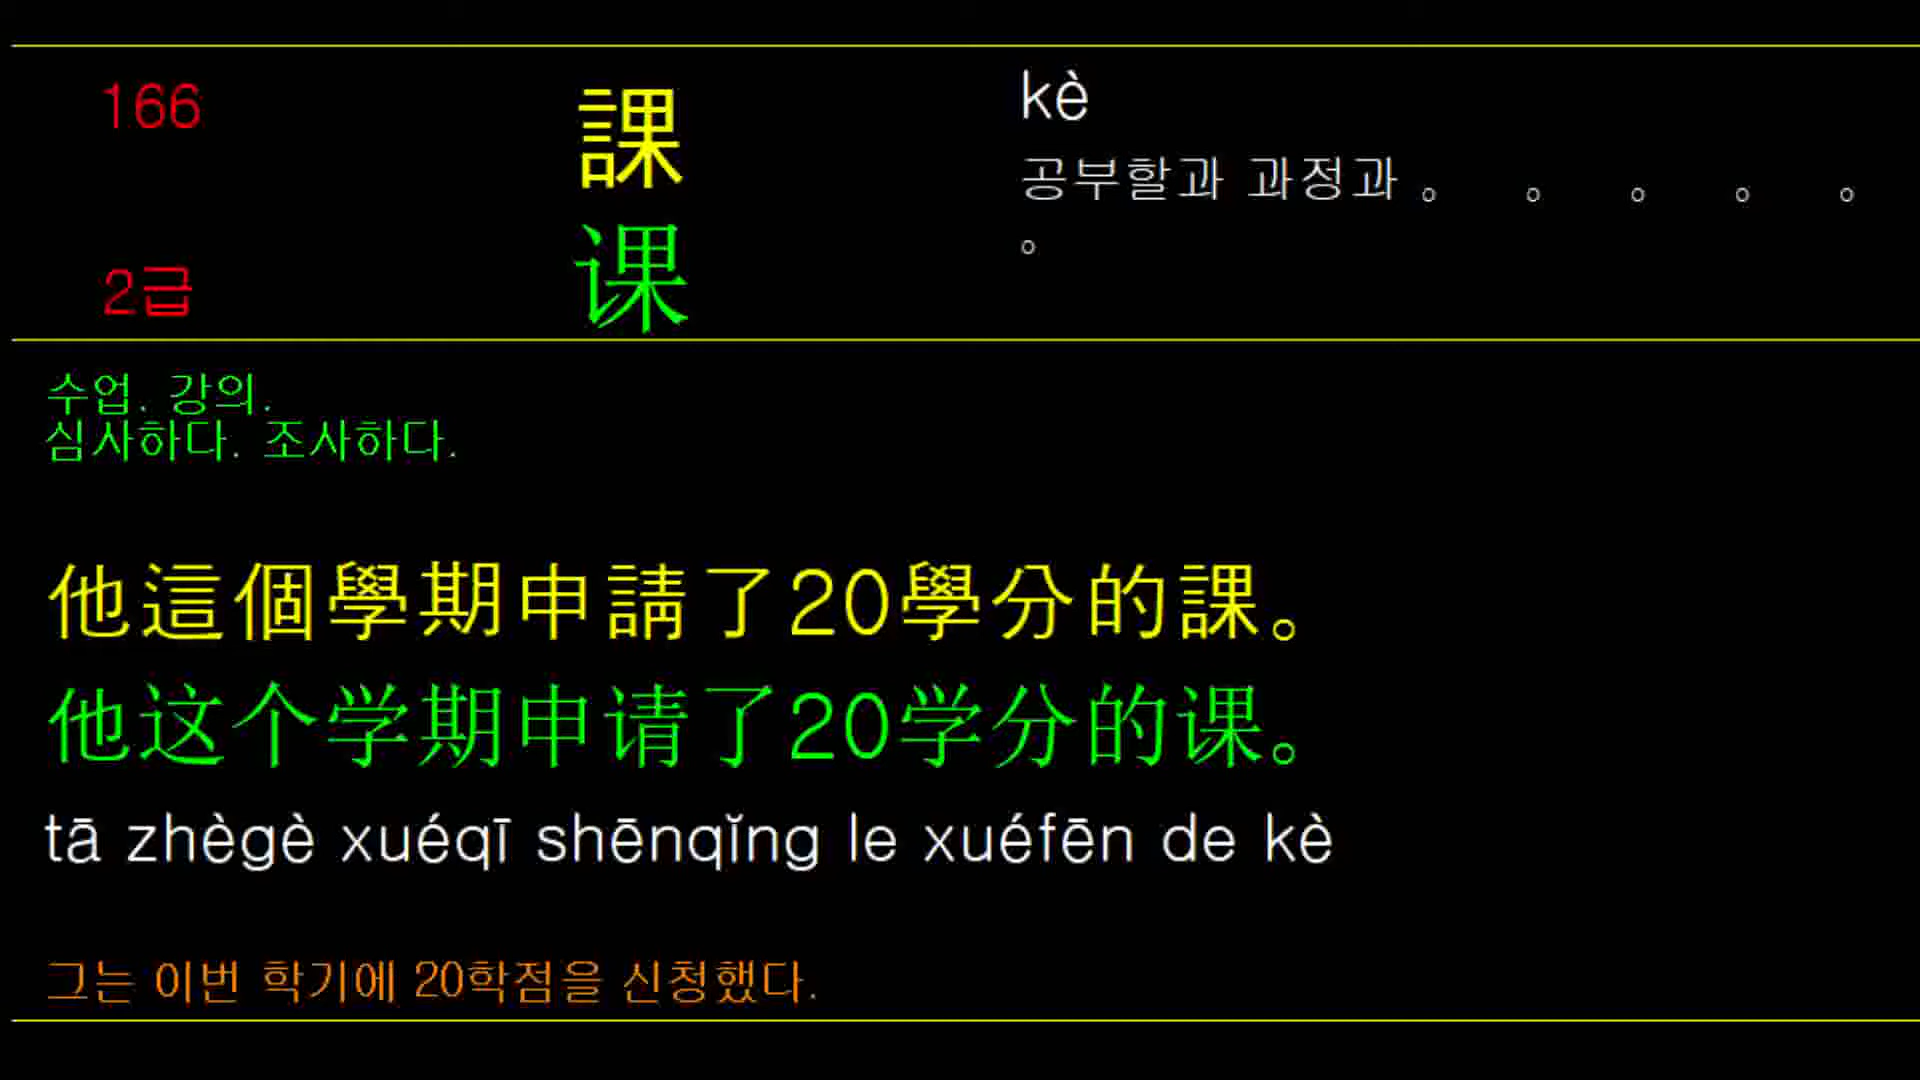 166
課
kè
공부할과 과정과 。 。 。 。 。
。
2급
课
수업. 강의.
심사하다. 조사하다.
他這個學期申請了20學分的課。
他这个学期申请了20学分的课。
tā zhègè xuéqī shēnqǐng le xuéfēn de kè
그는 이번 학기에 20학점을 신청했다.